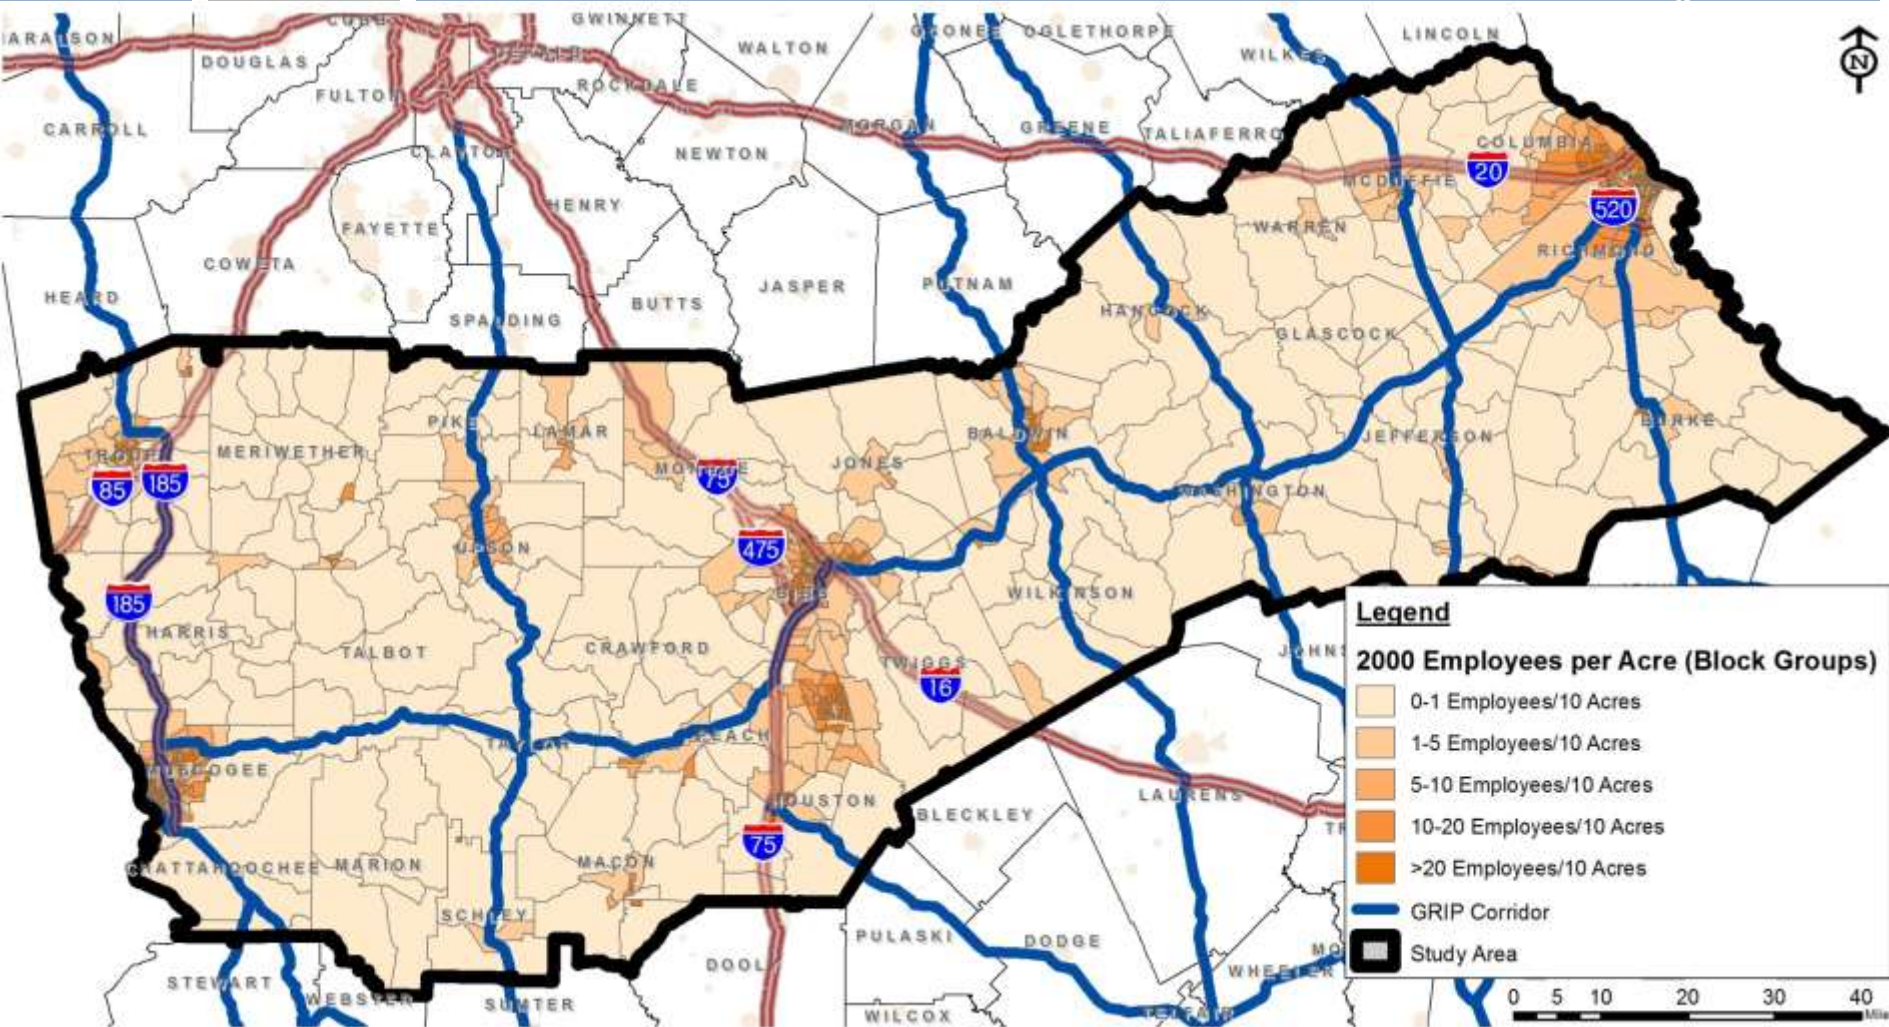 GWINNETT
LINCOLN
OGLETHORPE
WALTON
WILKES
DOUGLAS
ROCKDALE
FULTON
CARROLL
MORGAN
GREENE
TALIAFERRO
COLUMBIA
CLAYTON
NEWTON
20
MCDUFFIE
HENRY
520
FAYETTE
WARREN
RICHMOND
COWETA
HEARD
BUTTS
JASPER
PUTNAM
HANCOCK
SPALDING
GLASCOCK
PIKE
LAMAR
BALDWIN
BURKE
TROUP
MERIWETHER
JEFFERSON
MONROE
JONES
85
185
75
WASHINGTON
UPSON
475
BIBB
WILKINSON
185
HARRIS
TALBOT
CRAWFORD
TWIGGS
JOHNS
16
TAYLOR
PEACH
MUSCOGEE
HOUSTON
LAURENS
BLECKLEY
75
CHATTAHOOCHEE
MARION
MACON
SCHLEY
PULASKI
DODGE
DOOL
WHEELER
STEWART
WEBSTER
SUMTER
WILCOX
TELFAIR
N
Legend
2000 Employees per Acre (Block Groups)
0-1 Employees/10 Acres
1-5 Employees/10 Acres
5-10 Employees/10 Acres
10-20 Employees/10 Acres
>20 Employees/10 Acres
GRIP Corridor
Study Area
0 5 10 20 30 40
Mile